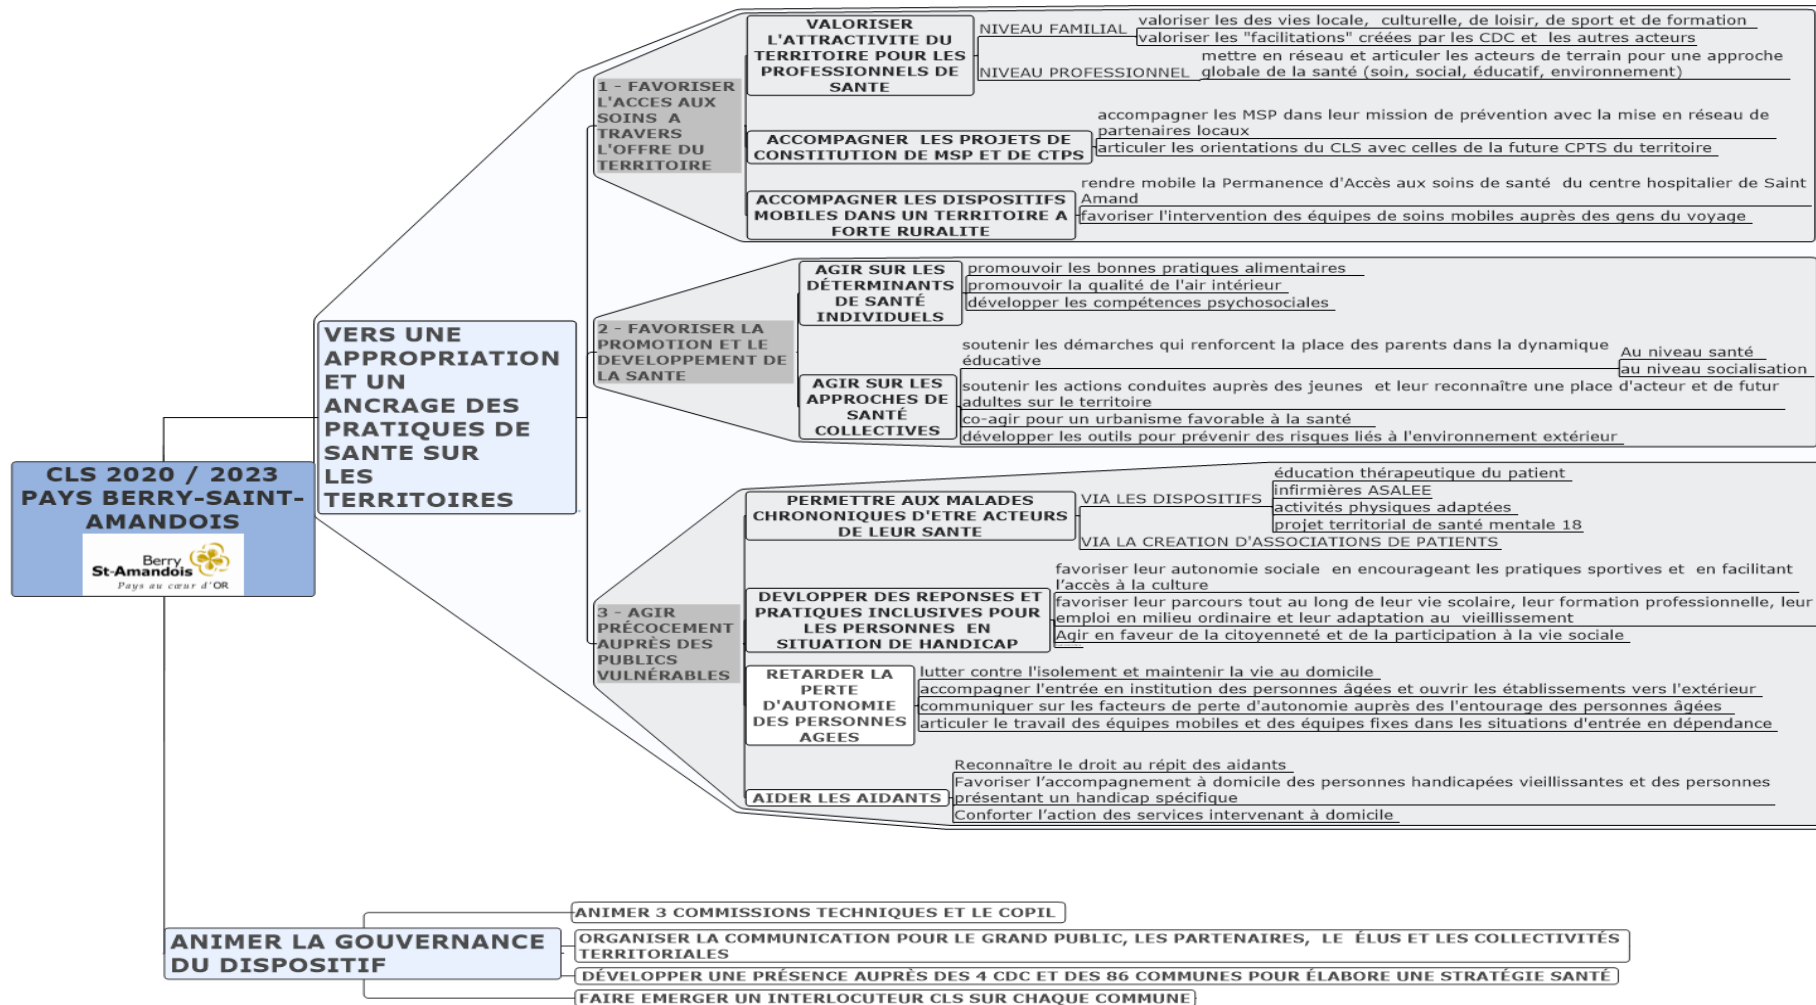 CLS 2020 / 2023
PAYS BERRY-SAINT-
AMANDOIS
Berry
St-Amandois
Pays au cœur d'OR
VERS UNE
APPROPRIATION
ET UN
ANCRAGE DES
PRATIQUES DE
SANTE SUR
LES
TERRITOIRES
1 - FAVORISER
L'ACCES AUX
SOINS A
TRAVERS
L'OFFRE DU
TERRITOIRE
VALORISER
L'ATTRACTIVITE DU
TERRITOIRE POUR LES
PROFESSIONNELS DE
SANTE
NIVEAU FAMILIAL
valoriser les des vies locale, culturelle, de loisir, de sport et de formation
valoriser les "facilitations" créées par les CDC et les autres acteurs
NIVEAU PROFESSIONNEL
mettre en réseau et articuler les acteurs de terrain pour une approche
globale de la santé (soin, social, éducatif, environnement)
ACCOMPAGNER LES PROJETS DE
CONSTITUTION DE MSP ET DE CTPS
accompagner les MSP dans leur mission de prévention avec la mise en réseau de
partenaires locaux
articuler les orientations du CLS avec celles de la future CPTS du territoire
ACCOMPAGNER LES DISPOSITIFS
MOBILES DANS UN TERRITOIRE A
FORTE RURALITE
rendre mobile la Permanence d'Accès aux soins de santé du centre hospitalier de Saint
Amand
favoriser l'intervention des équipes de soins mobiles auprès des gens du voyage
2 - FAVORISER LA
PROMOTION ET LE
DEVELOPPEMENT DE
LA SANTE
AGIR SUR LES
DÉTERMINANTS
DE SANTÉ
INDIVIDUELS
promouvoir les bonnes pratiques alimentaires
promouvoir la qualité de l'air intérieur
développer les compétences psychosociales
AGIR SUR LES
APPROCHES DE
SANTÉ
COLLECTIVES
soutenir les démarches qui renforcent la place des parents dans la dynamique
éducative
Au niveau santé
au niveau socialisation
soutenir les actions conduites auprès des jeunes et leur reconnaître une place d'acteur et de futur
adultes sur le territoire
co-agir pour un urbanisme favorable à la santé
développer les outils pour prévenir des risques liés à l'environnement extérieur
3 - AGIR
PRÉCOCEMENT
AUPRÈS DES
PUBLICS
VULNÉRABLES
PERMETTRE AUX MALADES
CHRONONIQUES D'ETRE ACTEURS
DE LEUR SANTE
VIA LES DISPOSITIFS
éducation thérapeutique du patient
infirmières ASALEE
activités physiques adaptées
projet territorial de santé mentale 18
VIA LA CREATION D'ASSOCIATIONS DE PATIENTS
DEVLOPPER DES REPONSES ET
PRATIQUES INCLUSIVES POUR
LES PERSONNES EN
SITUATION DE HANDICAP
favoriser leur autonomie sociale en encourageant les pratiques sportives et en facilitant
l'accès à la culture
favoriser leur parcours tout au long de leur vie scolaire, leur formation professionnelle, leur
emploi en milieu ordinaire et leur adaptation au vieillissement
Agir en faveur de la citoyenneté et de la participation à la vie sociale
RETARDER LA
PERTE
D'AUTONOMIE
DES PERSONNES
AGEES
lutter contre l'isolement et maintenir la vie au domicile
accompagner l'entrée en institution des personnes âgées et ouvrir les établissements vers l'extérieur
communiquer sur les facteurs de perte d'autonomie auprès des l'entourage des personnes âgées
articuler le travail des équipes mobiles et des équipes fixes dans les situations d'entrée en dépendance
AIDER LES AIDANTS
Reconnaître le droit au répit des aidants
Favoriser l'accompagnement à domicile des personnes handicapées vieillissantes et des personnes
présentant un handicap spécifique
Conforter l'action des services intervenant à domicile
ANIMER LA GOUVERNANCE
DU DISPOSITIF
ANIMER 3 COMMISSIONS TECHNIQUES ET LE COPIL
ORGANISER LA COMMUNICATION POUR LE GRAND PUBLIC, LES PARTENAIRES, LE ÉLUS ET LES COLLECTIVITÉS
TERRITORIALES
DÉVELOPPER UNE PRÉSENCE AUPRÈS DES 4 CDC ET DES 86 COMMUNES POUR ÉLABORE UNE STRATÉGIE SANTÉ
FAIRE EMERGER UN INTERLOCUTEUR CLS SUR CHAQUE COMMUNE